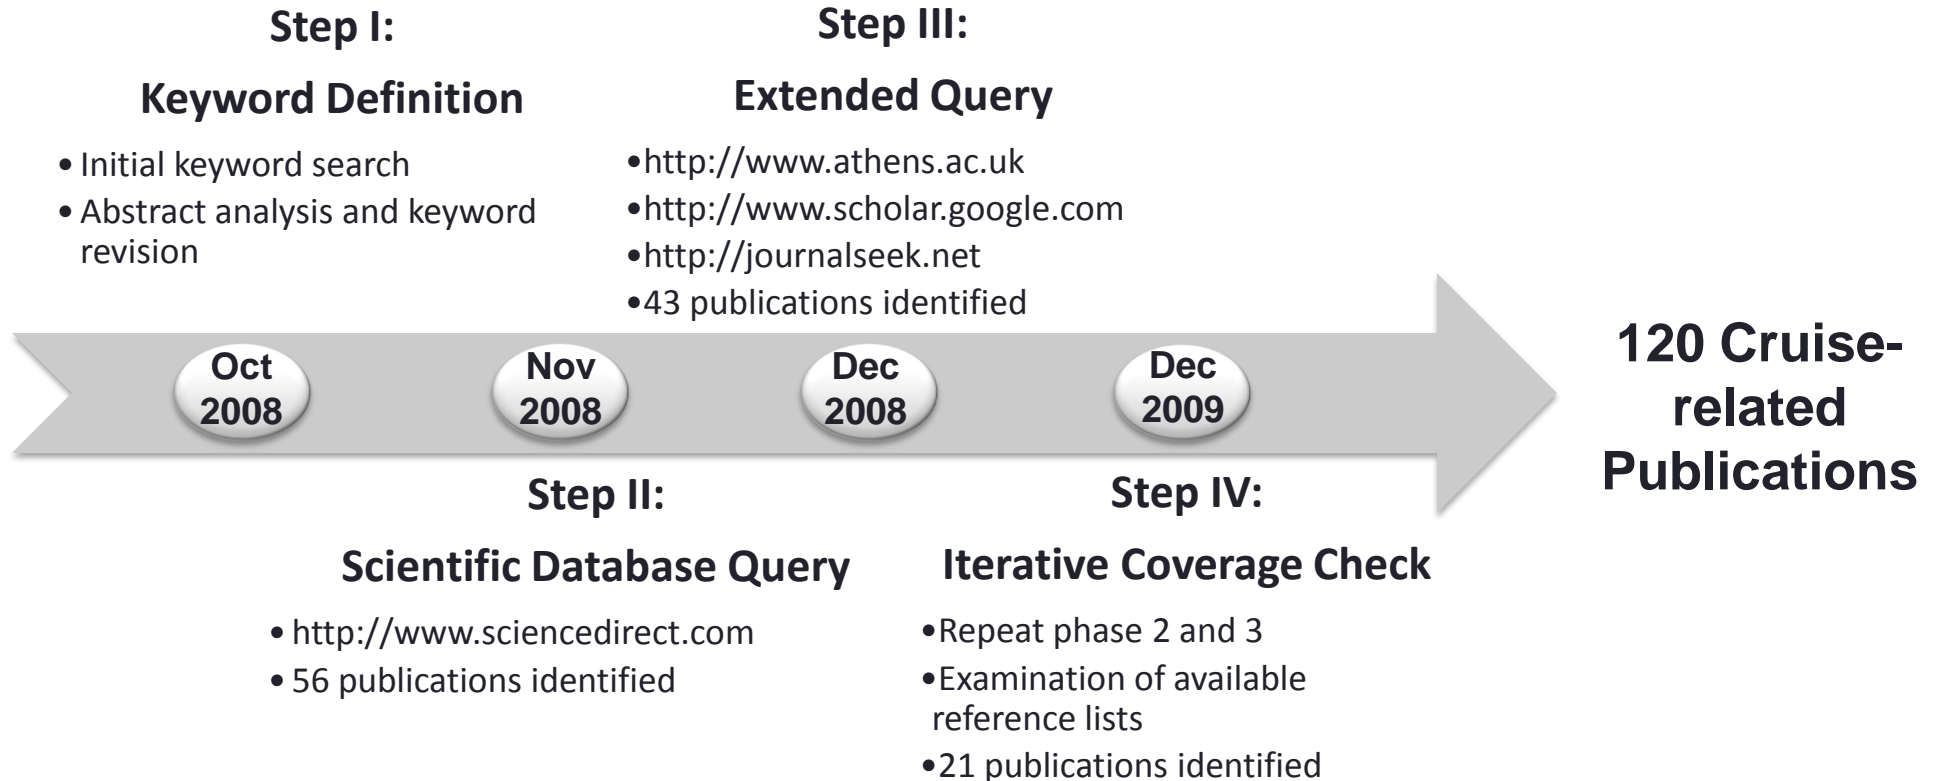 Step I:
Keyword Definition
• Initial keyword search
• Abstract analysis and keyword
revision
Step III:
Extended Query
•http://www.athens.ac.uk
•http://www.scholar.google.com
•http://journalseek.net
•43 publications identified
Oct
2008
Nov
2008
Dec
2008
Dec
2009
120 Cruise-
related
Publications
Step II:
Scientific Database Query
• http://www.sciencedirect.com
• 56 publications identified
Step IV:
Iterative Coverage Check
•Repeat phase 2 and 3
•Examination of available
reference lists
•21 publications identified